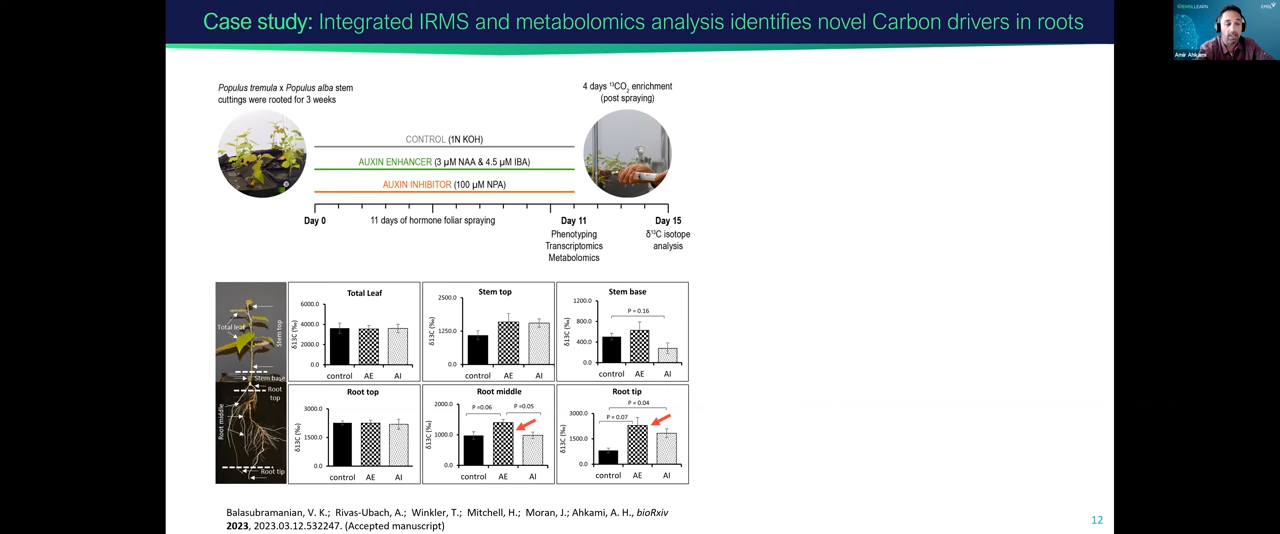 Case study: Integrated IRMS and metabolomics analysis identifies novel Carbon drivers in roots
EMSL LEARN
EMSL
Amir Ahkami
Populus tremula x Populus alba stem
cuttings were rooted for 3 weeks
4 days ¹³CO₂ enrichment
(post spraying)
CONTROL (1N KOH)
AUXIN ENHANCER (3 µM NAA & 4.5 µM IBA)
AUXIN INHIBITOR (100 µM NPA)
Day 0
11 days of hormone foliar spraying
Day 11
Phenotyping
Transcriptomics
Metabolomics
Day 15
δ¹³C isotope
analysis
Total leaf
Stem top
Stem base
Root
top
Root middle
Root tip
Total Leaf
δ13C (‰)
6000.0
4000.0
2000.0
0.0
control AE AI
Stem top
δ13C (‰)
2500.0
1250.0
0.0
control AE AI
Stem base
δ13C (‰)
1200.0
800.0
400.0
0.0
P = 0.16
control AE AI
Root top
δ13C (‰)
3000.0
1500.0
0.0
control AE AI
Root middle
δ13C (‰)
2000.0
1000.0
0.0
P =0.06
P =0.05
control AE AI
Root tip
δ13C (‰)
3000.0
1500.0
0.0
P = 0.04
P = 0.07
control AE AI
Balasubramanian, V. K.; Rivas-Ubach, A.; Winkler, T.; Mitchell, H.; Moran, J.; Ahkami, A. H., bioRxiv
2023, 2023.03.12.532247. (Accepted manuscript)
12